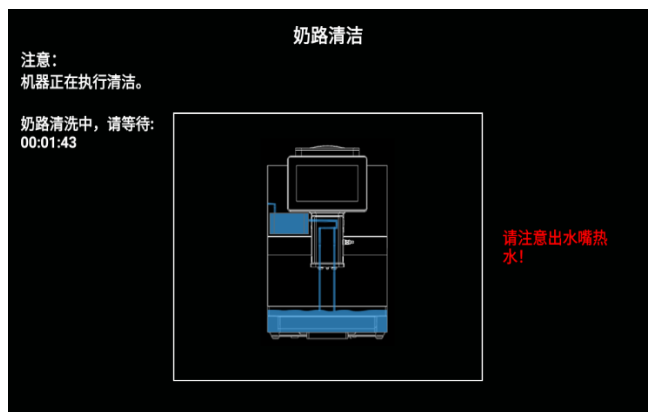 奶路清洁
注意：
机器正在执行清洁。
奶路清洗中，请等待:
00:01:43
请注意出水嘴热
水！